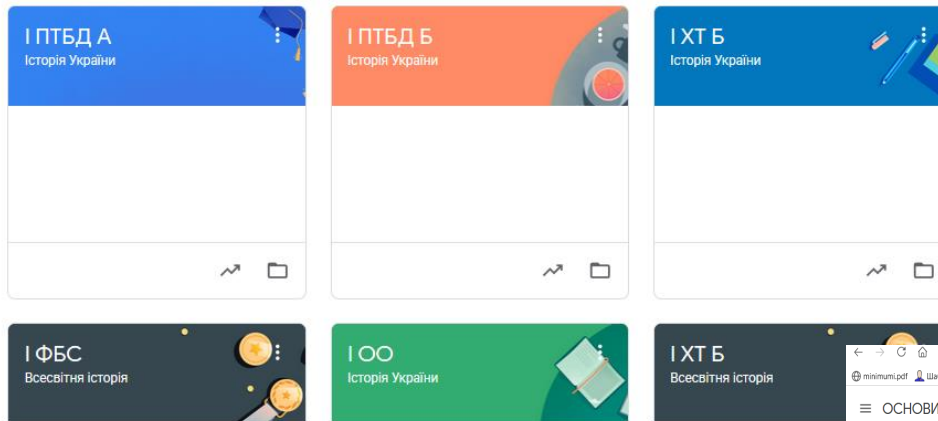 І ПТБД А
Історія України
І ПТБД Б
Історія України
І ХТ Б
Історія України
І ФБС
Всесвітня історія
І ОО
Історія України
І ХТ Б
Всесвітня історія
minimumi.pdf
ОСНОВИ